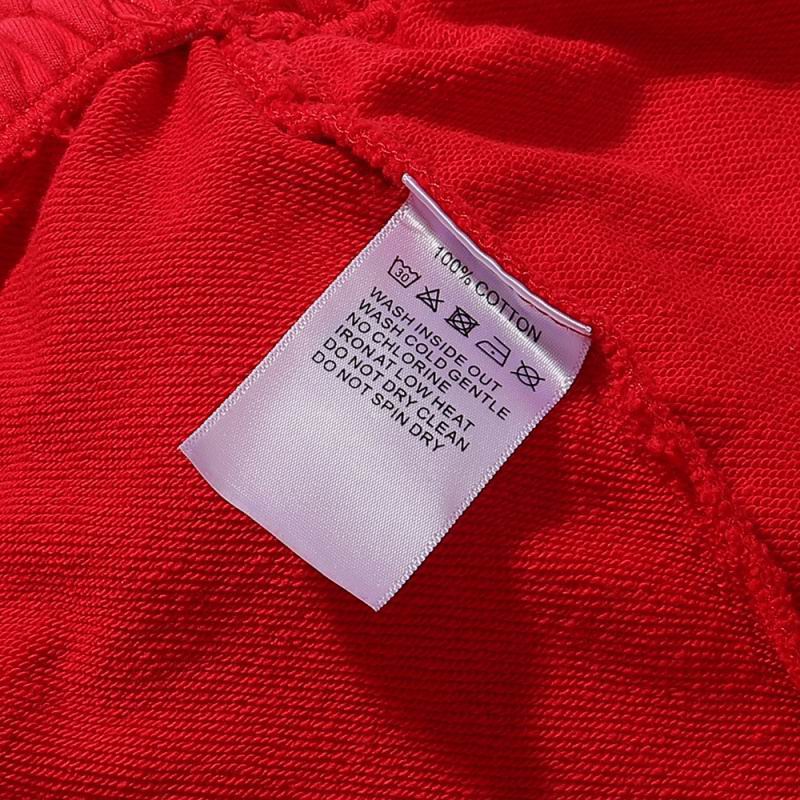 100% COTTON
30
WASH INSIDE OUT
WASH COLD GENTLE
NO CHLORINE
IRON AT LOW HEAT
DO NOT DRY CLEAN
DO NOT SPIN DRY